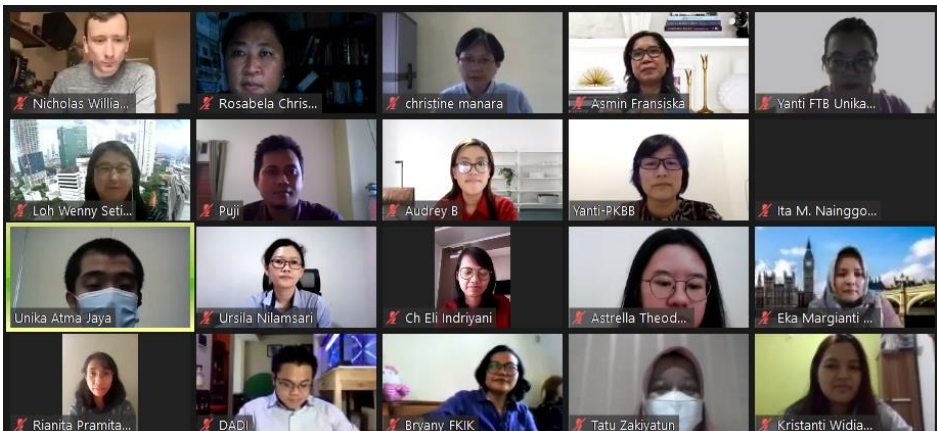 Nicholas Willia...
Rosabela Chris...
christine manara
Asmin Fransiska
Yanti FTB Unika...
Loh Wenny Seti...
Puji
Audrey B
Yanti-PKBB
Ita M. Nainggo...
Unika Atma Jaya
Ursila Nilamsari
Ch Eli Indriyani
Astrella Theod...
Eka Margianti ...
Rianita Pramita...
DADI
Bryany FKIK
Tatu Zakiyatun
Kristanti Widia...